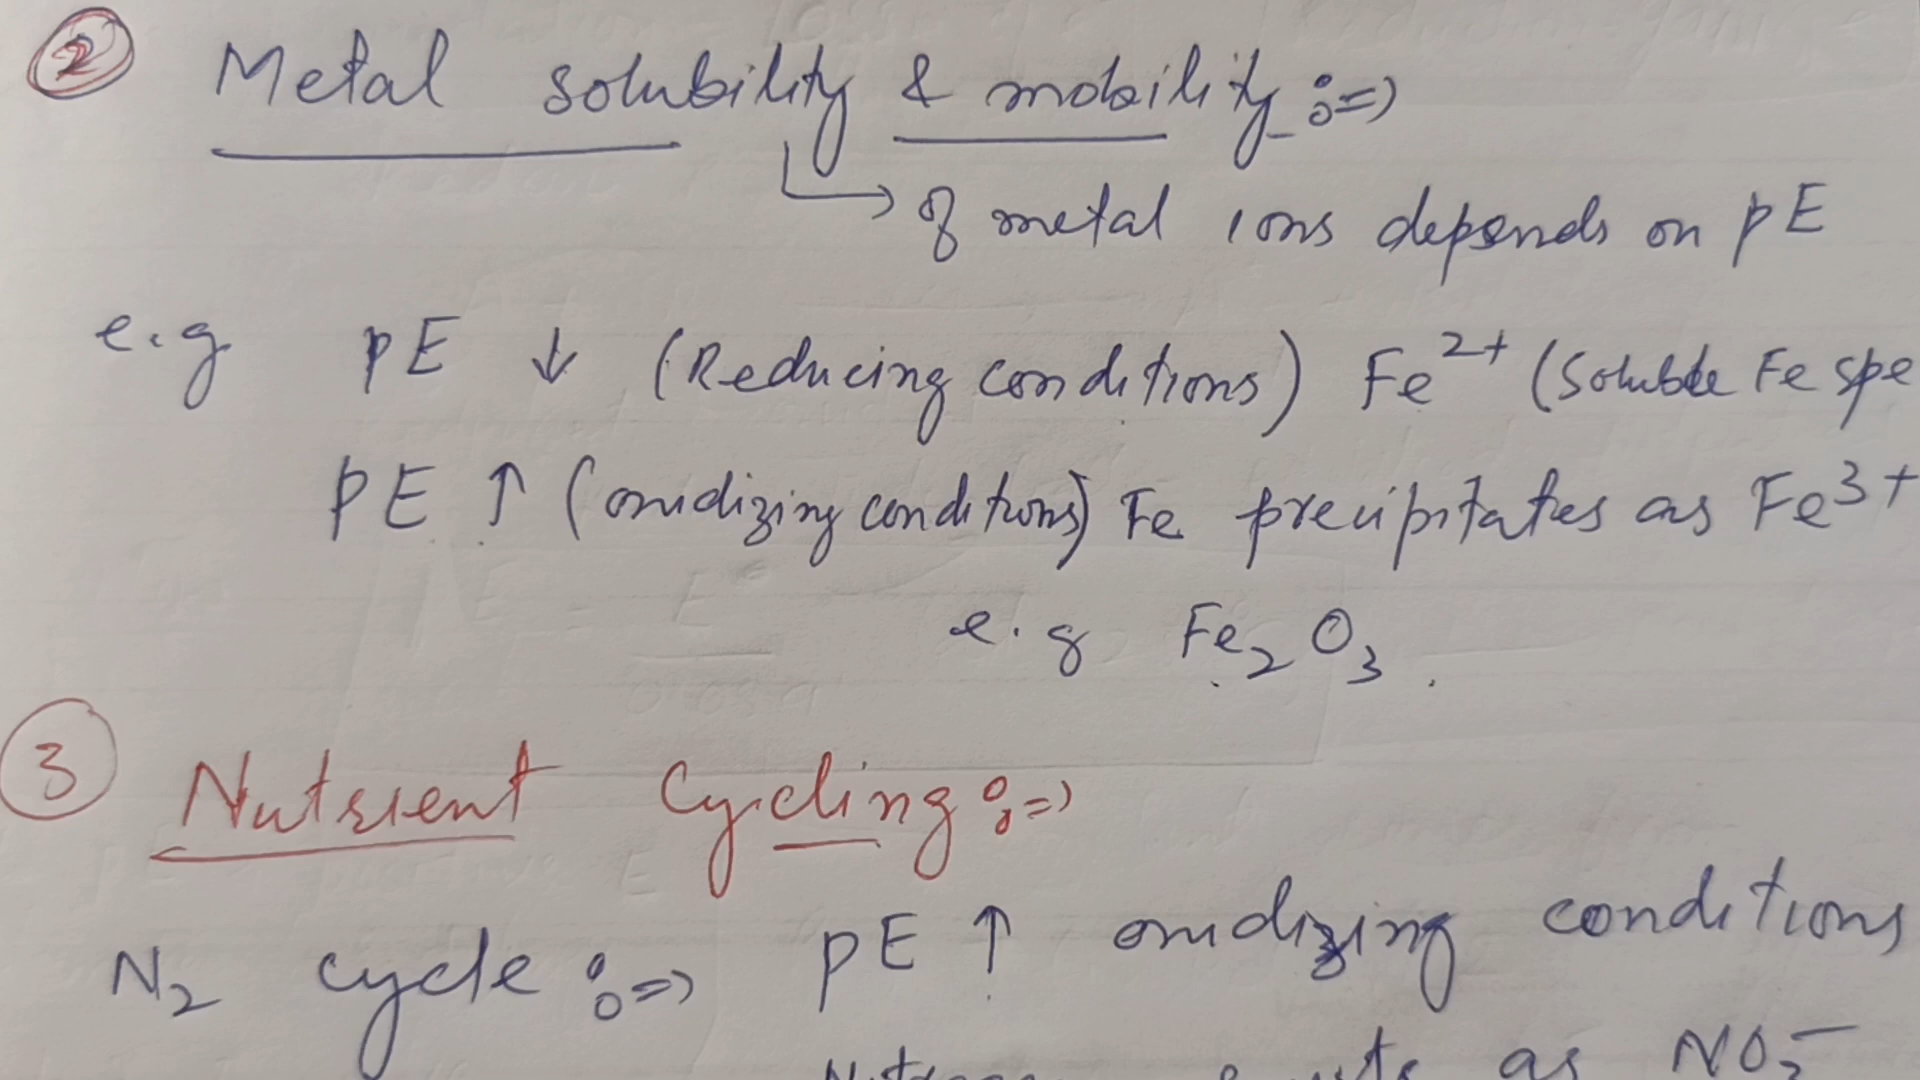 ② Metal solubility & mobility :⇒
↳ of metal ions depends on pE
e.g pE ↓ (Reducing conditions) Fe²⁺ (Soluble Fe spe
PE ↑ (oxidizing conditions) Fe precipitates as Fe³⁺
e.g Fe₂O₃.
③ Nutrient Cycling :⇒
N₂ cycle :⇒ pE ↑ oxidizing conditions
as NO₃⁻